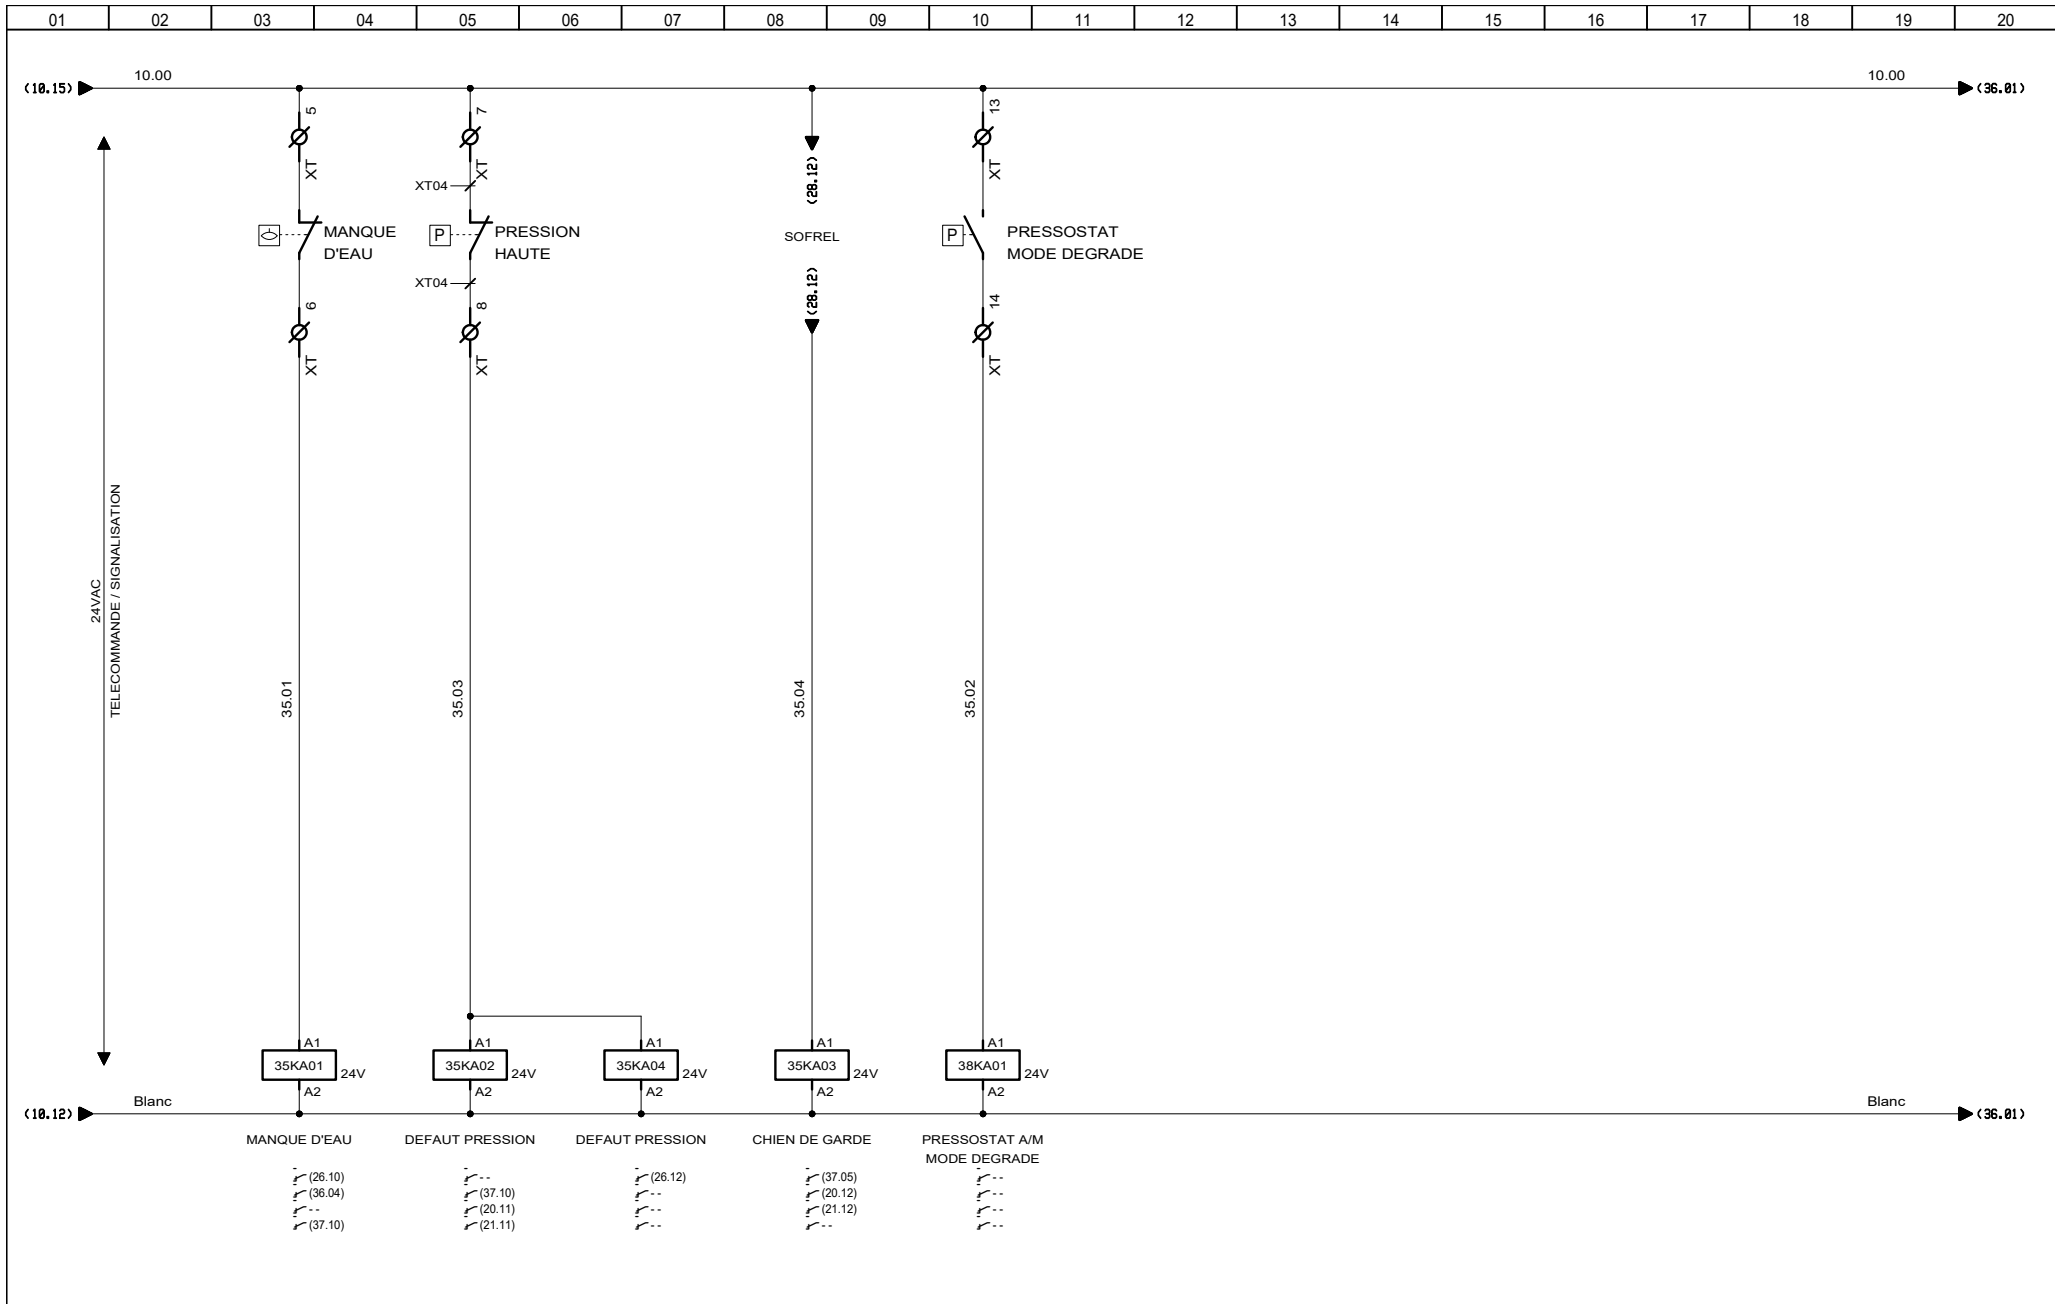 01 02 03 04 05 06 07 08 09 10 11 12 13 14 15 16 17 18 19 20
(10.15) 10.00 10.00 (36.01)
5 7 13
XT XT (28.12) XT
XT04
MANQUE D'EAU
P PRESSION HAUTE
SOFREL
P PRESSOSTAT MODE DEGRADE
XT04 (28.12)
6 8 14
XT XT XT
24VAC
TELECOMMANDE / SIGNALISATION
35.01 35.03 35.04 35.02
A1 A1 A1 A1 A1
35KA01 24V 35KA02 24V 35KA04 24V 35KA03 24V 38KA01 24V
A2 A2 A2 A2 A2
(10.12) Blanc Blanc (36.01)
MANQUE D'EAU
(26.10)
(36.04)
--
(37.10)
DEFAUT PRESSION
--
(37.10)
(20.11)
(21.11)
DEFAUT PRESSION
(26.12)
--
--
--
CHIEN DE GARDE
(37.05)
(20.12)
(21.12)
--
PRESSOSTAT A/M
MODE DEGRADE
--
--
--
--